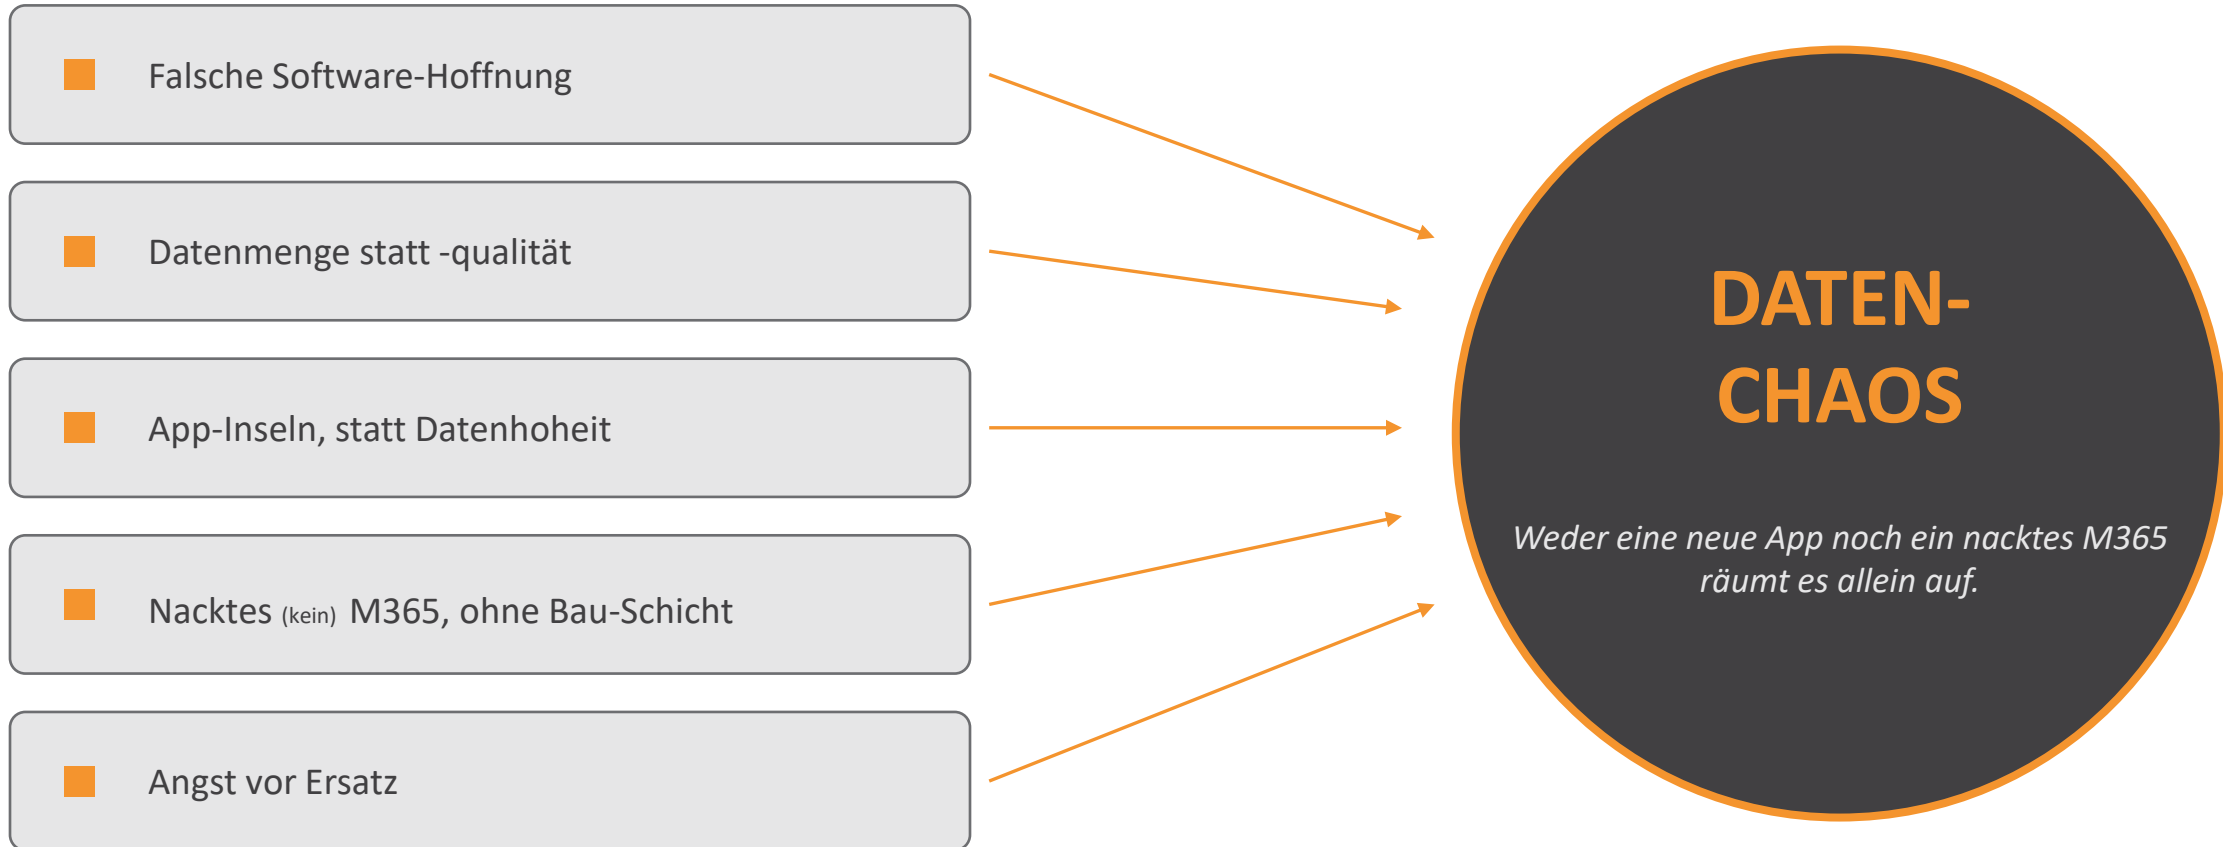 Falsche Software-Hoffnung
Datenmenge statt -qualität
App-Inseln, statt Datenhoheit
Nacktes (kein) M365, ohne Bau-Schicht
Angst vor Ersatz
DATEN-
CHAOS
Weder eine neue App noch ein nacktes M365
räumt es allein auf.